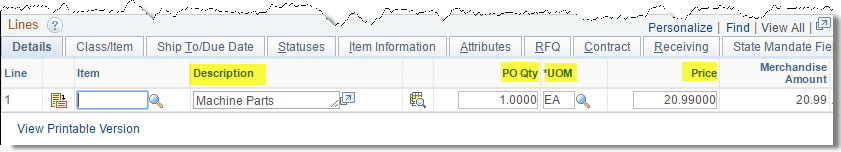 Lines ?
Personalize | Find | View All |
Details Class/Item Ship To/Due Date Statuses Item Information Attributes RFQ Contract Receiving State Mandate Fie
Line Item Description PO Qty *UOM Price Merchandise Amount
1 Machine Parts 1.0000 EA 20.99000 20.99
View Printable Version